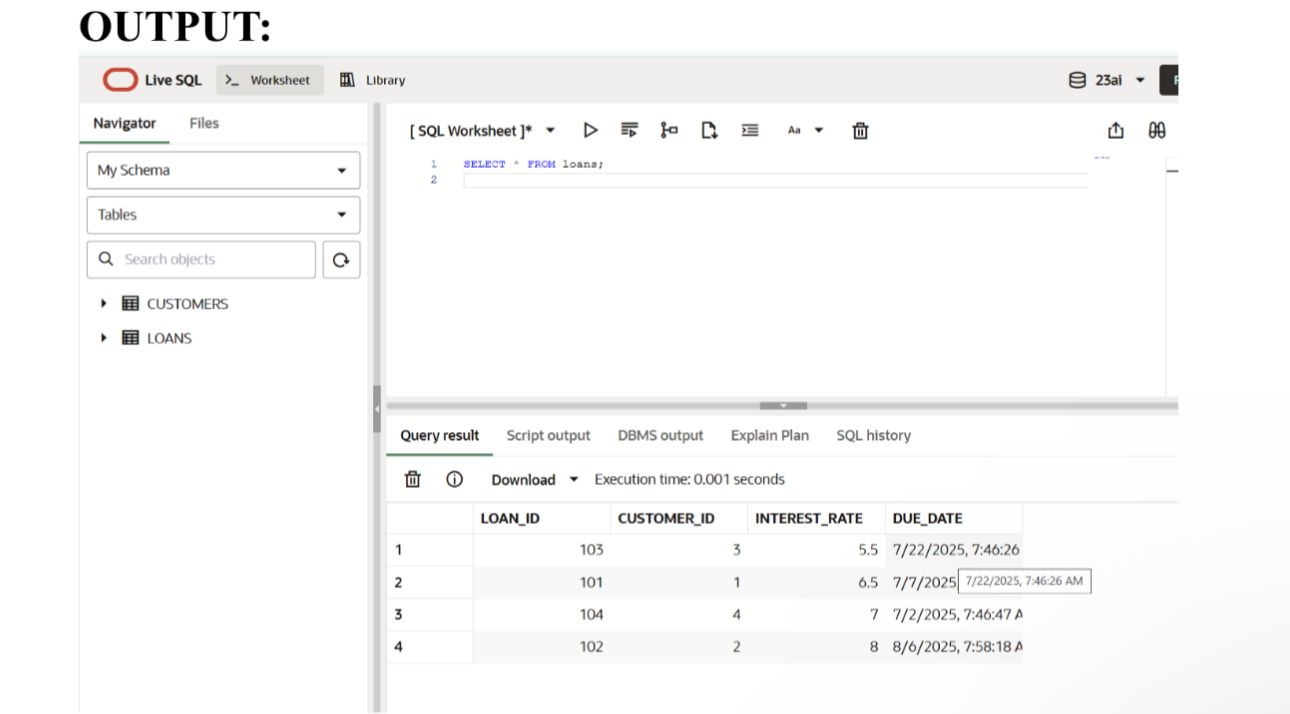 OUTPUT:
Live SQL >_ Worksheet Library 23ai
Navigator Files
[ SQL Worksheet ]* Aa
My Schema
Tables
Search objects
CUSTOMERS
LOANS
1 SELECT * FROM loans;
2
Query result Script output DBMS output Explain Plan SQL history
Download Execution time: 0.001 seconds
LOAN_ID CUSTOMER_ID INTEREST_RATE DUE_DATE
1 103 3 5.5 7/22/2025, 7:46:26
2 101 1 6.5 7/7/2025,
7/22/2025, 7:46:26 AM
3 104 4 7 7/2/2025, 7:46:47 A
4 102 2 8 8/6/2025, 7:58:18 A